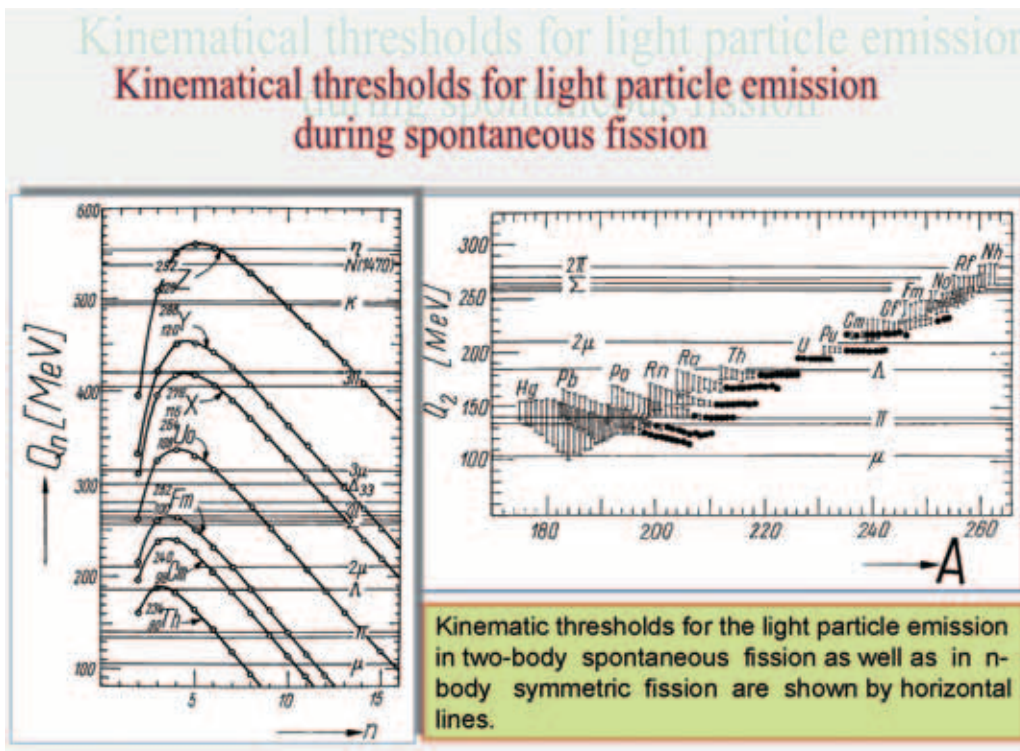 Kinematical thresholds for light particle emission
during spontaneous fission
Kinematical thresholds for light particle emission
during spontaneous fission
600
500
400
300
200
100
Qn [MeV]
5
10
15
n
η
N(1470)
K
3π
3μ
Δ33
2μ
Λ
π
μ
Z
Y
X
Fm
Cm
Th
300
250
200
150
100
Q2 [MeV]
2π
Σ
2μ
Λ
π
μ
Hg
Pb
Po
Rn
Ra
Th
U
Pu
Cm
Cf
Fm
No
Rf
Nh
180
200
220
240
260
A
Kinematic thresholds for the light particle emission
in two-body spontaneous fission as well as in n-
body symmetric fission are shown by horizontal
lines.